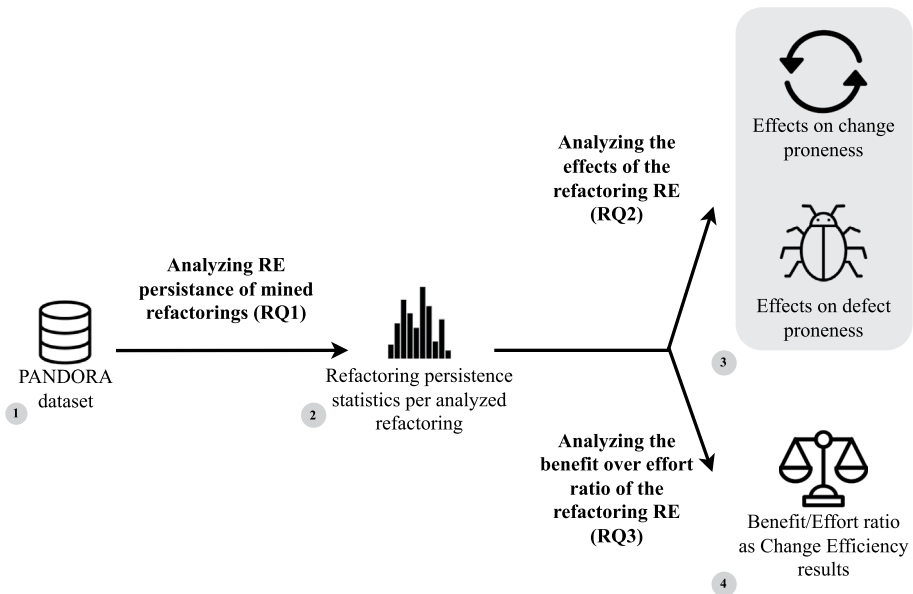 PANDORA
dataset
1
Analyzing RE
persistance of mined
refactorings (RQ1)
Refactoring persistence
statistics per analyzed
refactoring
2
Analyzing the
effects of the
refactoring RE
(RQ2)
Effects on change
proneness
Effects on defect
proneness
3
Analyzing the
benefit over effort
ratio of the
refactoring RE
(RQ3)
Benefit/Effort ratio
as Change Efficiency
results
4